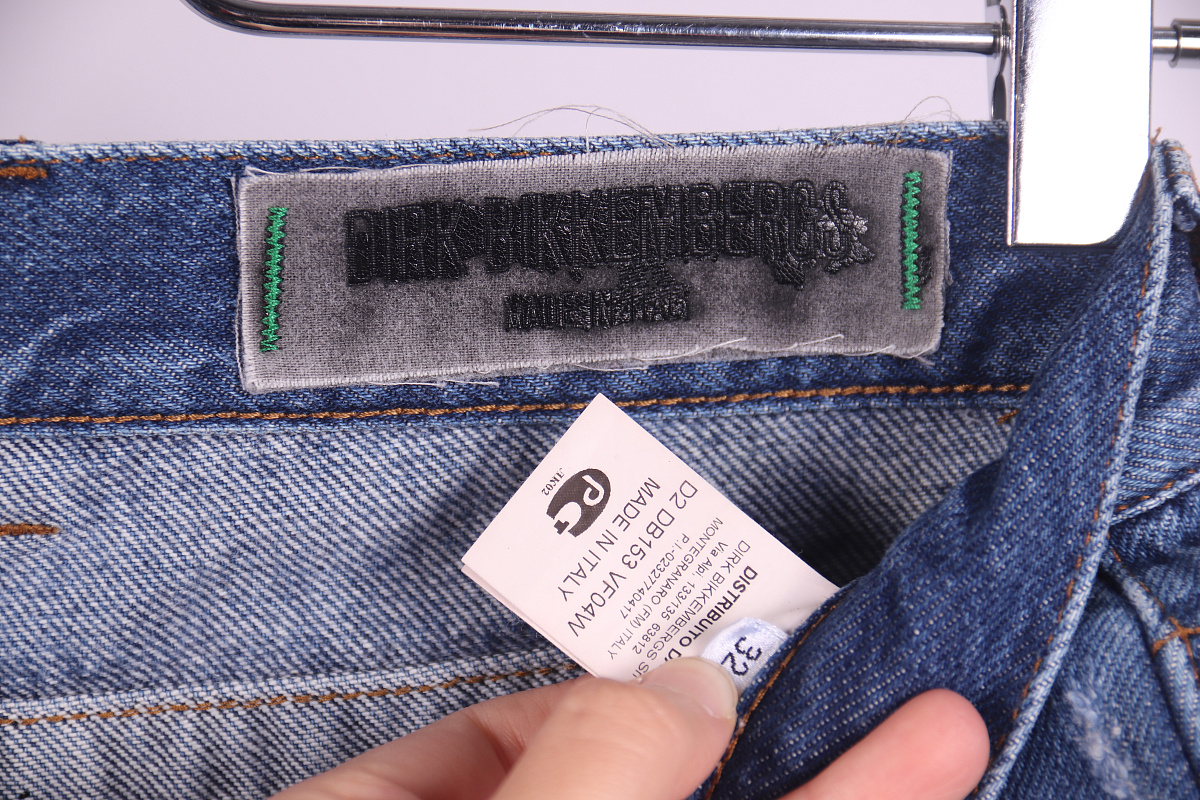 DIRK BIKKEMBERGS
MADE IN ITALY
ЛК02
D2 DB153 VF04W
MADE IN ITALY
DISTRIBUITO DA
DIRK BIKKEMBERGS Srl
Via Alpi, 133/135 63812
MONTEGRANARO (FM) ITALY
P.I.-02327740417
32